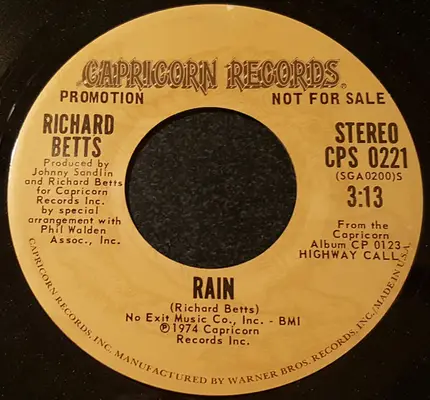 CAPRICORN RECORDS®
PROMOTION
NOT FOR SALE
RICHARD
BETTS
Produced by
Johnny Sandlin
and Richard Betts
for Capricorn
Records Inc.
by special
arrangement with
Phil Walden
Assoc., Inc.
STEREO
CPS 0221
(SGA0200)S
3:13
From the
Capricorn
Album CP 0123
HIGHWAY CALL
RAIN
(Richard Betts)
No Exit Music Co., Inc. - BMI
℗1974 Capricorn
Records Inc.
CAPRICORN RECORDS, INC. MANUFACTURED BY WARNER BROS. RECORDS, INC./MADE IN U.S.A.